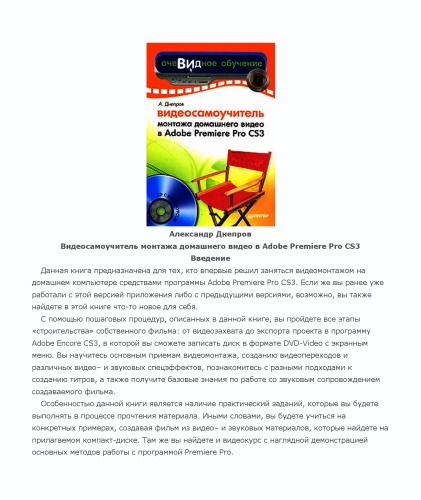 очеВИдное обучение
А. Днепров
видеосамоучитель
монтажа домашнего видео
в Adobe Premiere Pro CS3
ПИТЕР
Александр Днепров
Видеосамоучитель монтажа домашнего видео в Adobe Premiere Pro CS3
Введение
Данная книга предназначена для тех, кто впервые решил заняться видеомонтажом на
домашнем компьютере средствами программы Adobe Premiere Pro CS3. Если же вы ранее уже
работали с этой версией приложения либо с предыдущими версиями, возможно, вы также
найдете в этой книге что-то новое для себя.
С помощью пошаговых процедур, описанных в данной книге, вы пройдете все этапы
«строительства» собственного фильма: от видеозахвата до экспорта проекта в программу
Adobe Encore CS3, в которой вы сможете записать диск в формате DVD-Video с экранным
меню. Вы научитесь основным приемам видеомонтажа, созданию видеопереходов и
различных видео– и звуковых спецэффектов, познакомитесь с разными подходами к
созданию титров, а также получите базовые знания по работе со звуковым сопровождением
создаваемого фильма.
Особенностью данной книги является наличие практический заданий, которые вы будете
выполнять в процессе прочтения материала. Иными словами, вы будете учиться на
конкретных примерах, создавая фильм из видео– и звуковых материалов, которые найдете на
прилагаемом компакт-диске. Там же вы найдете и видеокурс с наглядной демонстрацией
основных методов работы с программой Premiere Pro.